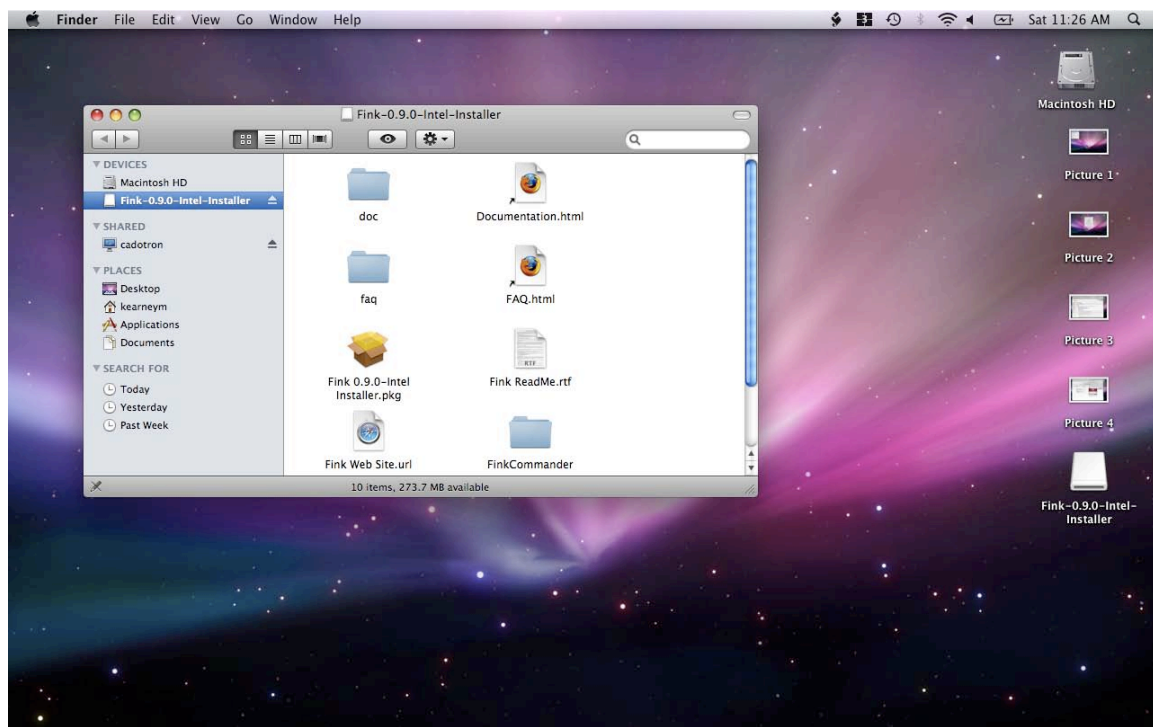 Finder File Edit View Go Window Help
Sat 11:26 AM
Fink-0.9.0-Intel-Installer
DEVICES
Macintosh HD
Fink-0.9.0-Intel-Installer
SHARED
cadotron
PLACES
Desktop
kearneym
Applications
Documents
SEARCH FOR
Today
Yesterday
Past Week
doc
Documentation.html
faq
FAQ.html
Fink 0.9.0-Intel
Installer.pkg
RTF
Fink ReadMe.rtf
Fink Web Site.url
FinkCommander
10 items, 273.7 MB available
Macintosh HD
Picture 1
Picture 2
Picture 3
Picture 4
Fink-0.9.0-Intel-
Installer